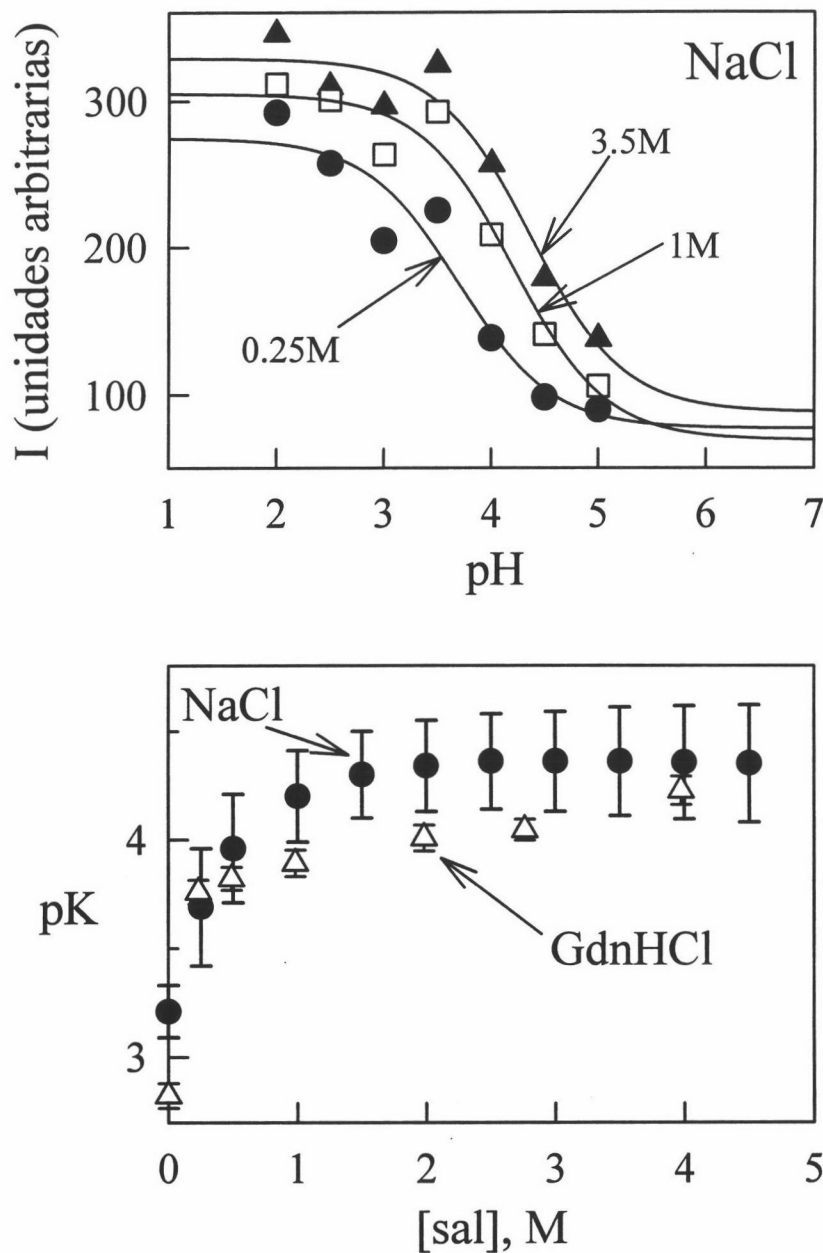 NaCl
3.5M
1M
0.25M
I (unidades arbitrarias)
300
200
100
1 2 3 4 5 6 7
pH
NaCl
GdnHCl
pK
4
3
0 1 2 3 4 5
[sal], M